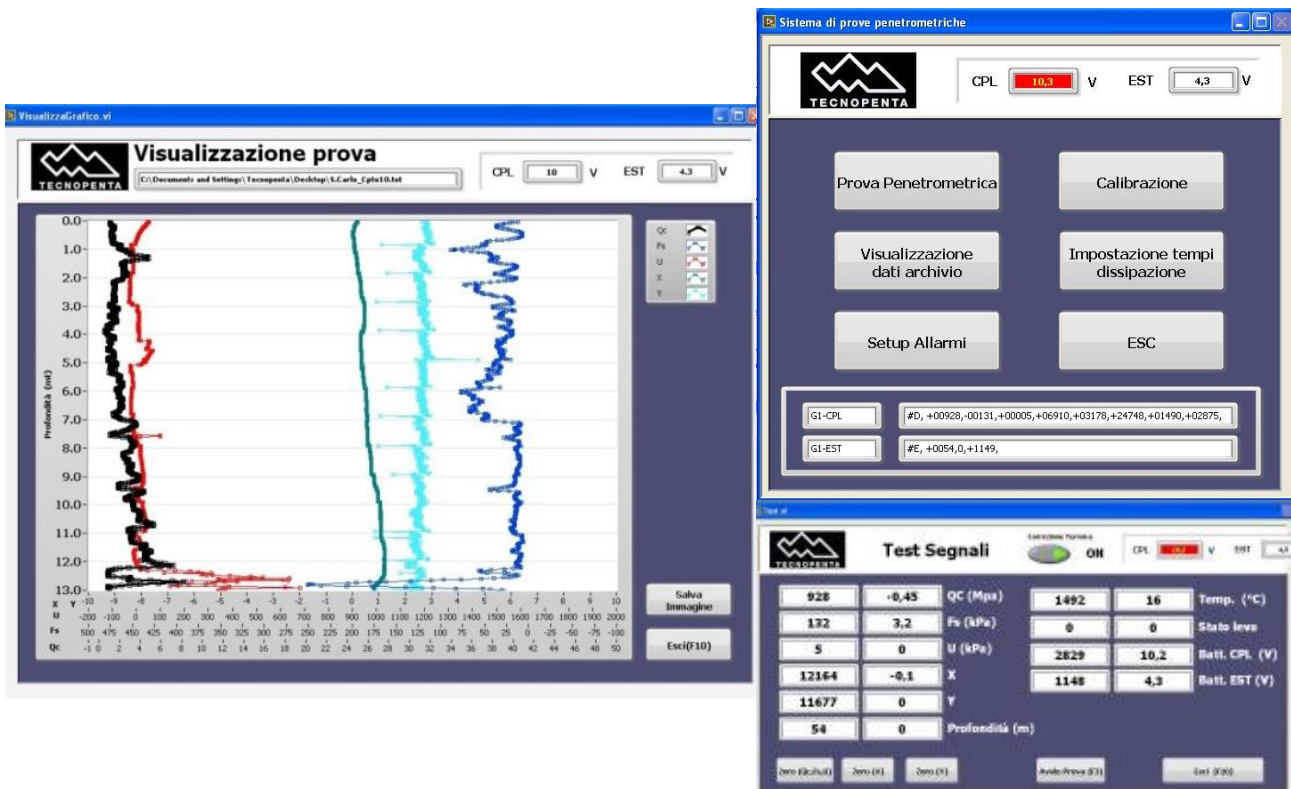 VisualizzaGrafico.vi
TECNOPENTA
Visualizzazione prova
C:\Documents and Settings\Tecnopenta\Desktop\S.Carlo_Cptu10.txt
CPL 10 V EST 4.3 V
Qc
Fs
U
X
Y
Profondità (mt)
0.0
1.0
2.0
3.0
4.0
5.0
6.0
7.0
8.0
9.0
10.0
11.0
12.0
13.0
X Y -10 -9 -8 -7 -6 -5 -4 -3 -2 -1 0 1 2 3 4 5 6 7 8 9 10
U -200 -100 0 100 200 300 400 500 600 700 800 900 1000 1100 1200 1300 1400 1500 1600 1700 1800 1900 2000
Fs 500 475 450 425 400 375 350 325 300 275 250 225 200 175 150 125 100 75 50 25 0 -25 -50 -75 -100
Qc -1 0 2 4 6 8 10 12 14 16 18 20 22 24 26 28 30 32 34 36 38 40 42 44 46 48 50
Salva
Immagine
Esci(F10)
Sistema di prove penetrometriche
TECNOPENTA
CPL 10,3 V EST 4,3 V
Prova Penetrometrica
Calibrazione
Visualizzazione
dati archivio
Impostazione tempi
dissipazione
Setup Allarmi
ESC
G1-CPL #D, +00928,-00131,+00005,+06910,+03178,+24748,+01490,+02875,
G1-EST #E, +0054,0,+1149,
TECNOPENTA
Test Segnali
ON
CPL V EST 4,3
928 -0,45 QC (Mpa)
132 3,2 Fs (kPa)
5 0 U (kPa)
12164 -0,1 X
11677 0 Y
54 0 Profondità (m)
1492 16 Temp. (°C)
0 0 Stato leva
2829 10,2 Batt. CPL (V)
1148 4,3 Batt. EST (V)
Zero (X)
Zero (Y)
Avvio Prova (F3)
Esci (F10)